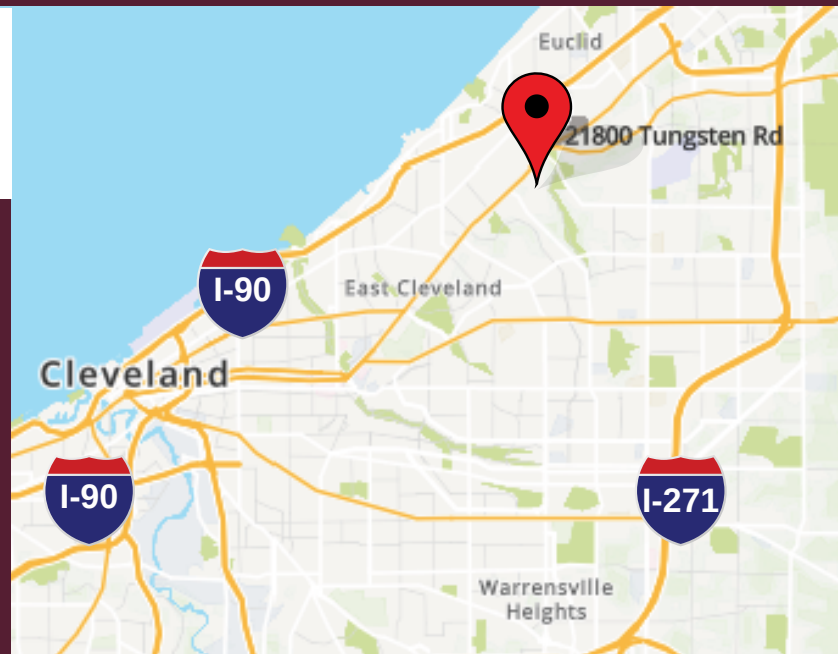 Euclid
21800 Tungsten Rd
I-90
East Cleveland
Cleveland
I-90
I-271
Warrensville
Heights